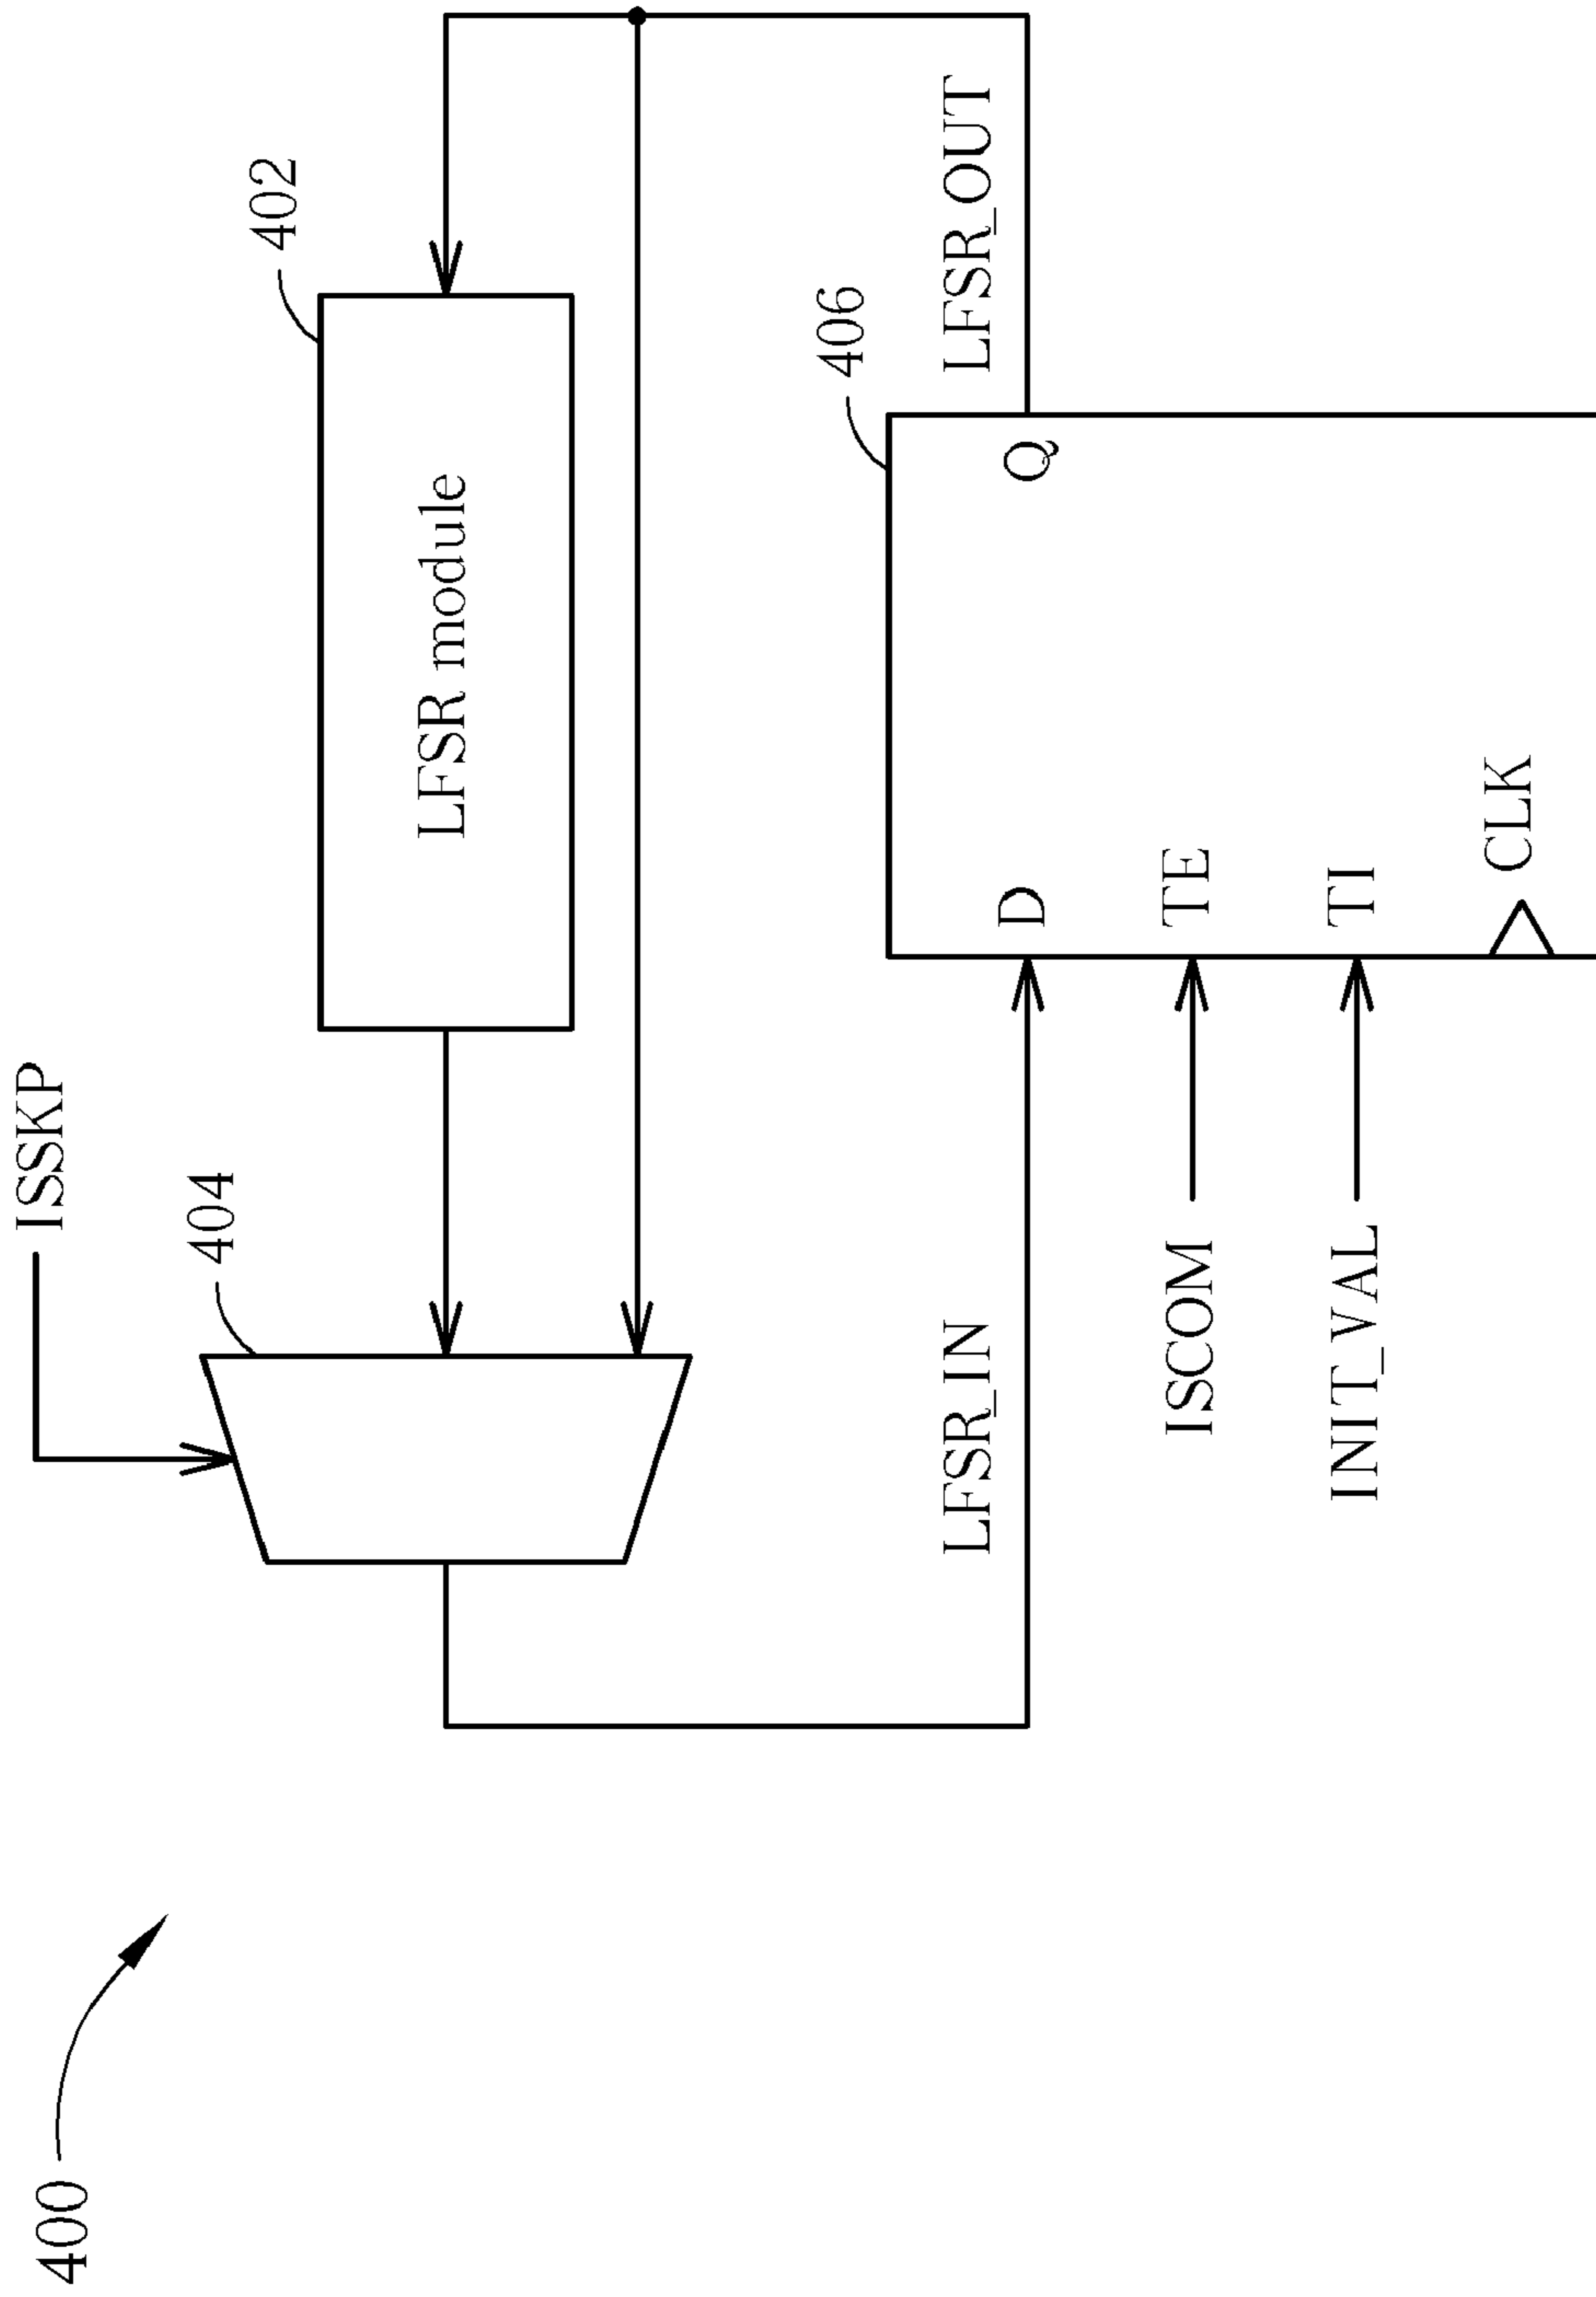 400
ISSKP
404
402
LFSR module
406
LFSR_IN
LFSR_OUT
D
Q
ISCOM
TE
INIT_VAL
TI
CLK